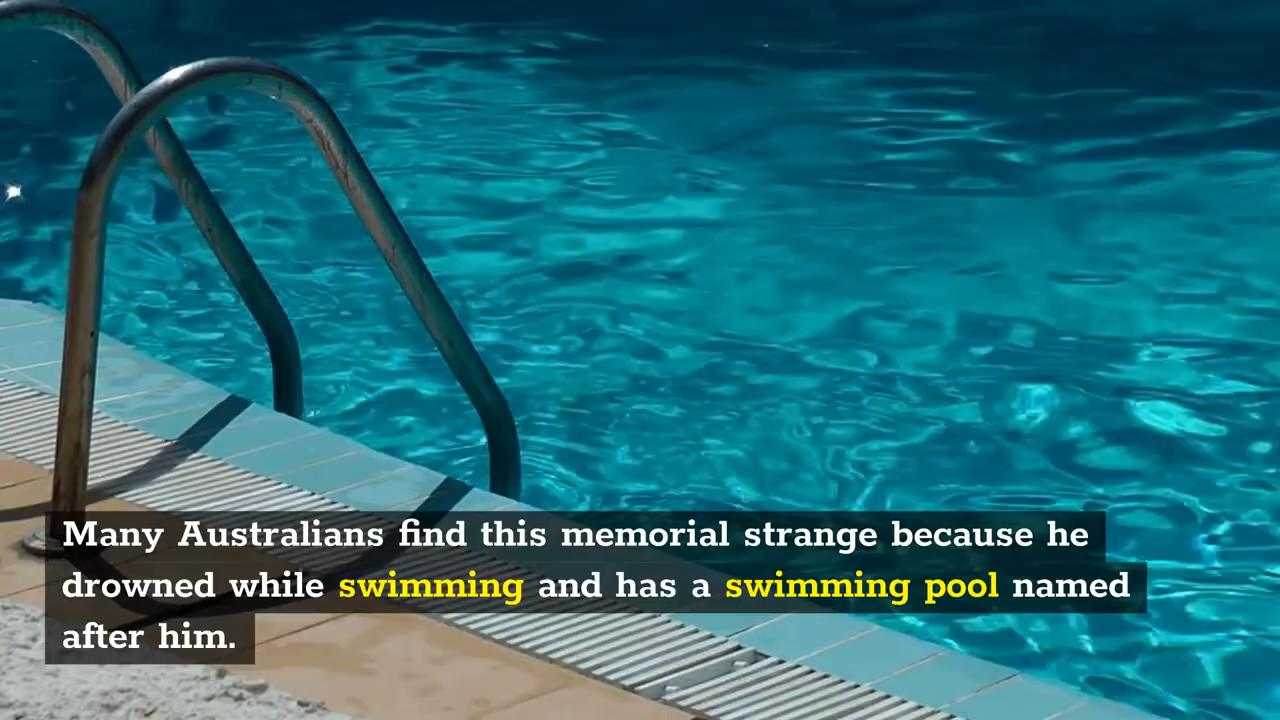 Many Australians find this memorial strange because he
drowned while swimming and has a swimming pool named
after him.